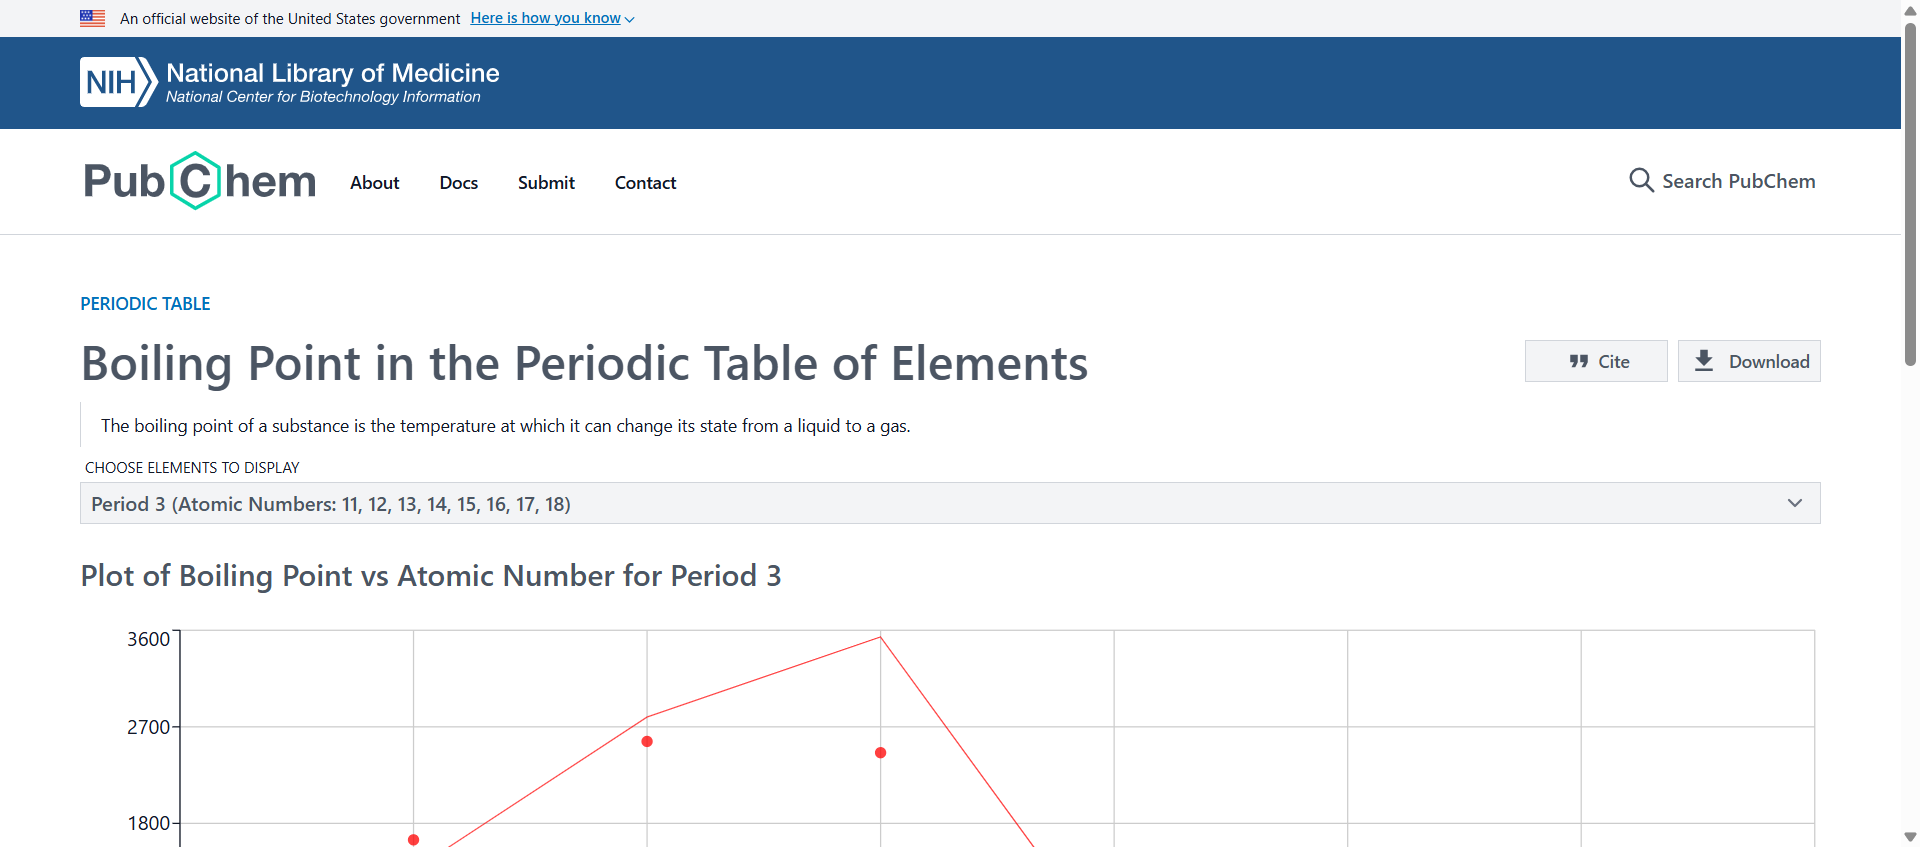 An official website of the United States government Here is how you know
NIH National Library of Medicine
National Center for Biotechnology Information
PubChem About Docs Submit Contact Search PubChem
PERIODIC TABLE
Boiling Point in the Periodic Table of Elements
Cite Download
The boiling point of a substance is the temperature at which it can change its state from a liquid to a gas.
CHOOSE ELEMENTS TO DISPLAY
Period 3 (Atomic Numbers: 11, 12, 13, 14, 15, 16, 17, 18)
Plot of Boiling Point vs Atomic Number for Period 3
3600
2700
1800